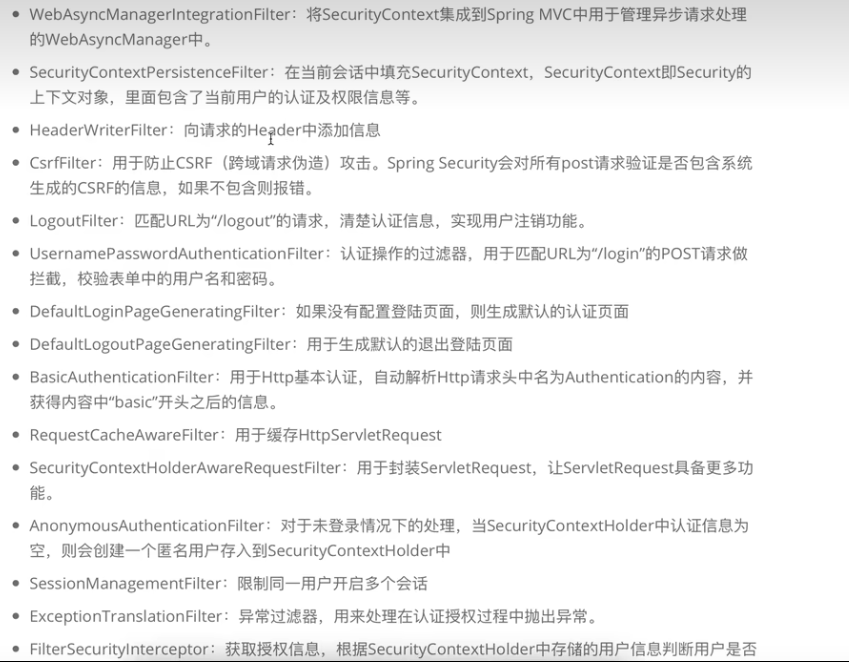 WebAsyncManagerIntegrationFilter：将SecurityContext集成到Spring MVC中用于管理异步请求处理
的WebAsyncManager中。
SecurityContextPersistenceFilter：在当前会话中填充SecurityContext，SecurityContext即Security的
上下文对象，里面包含了当前用户的认证及权限信息等。
HeaderWriterFilter：向请求的Header中添加信息
CsrfFilter：用于防止CSRF（跨域请求伪造）攻击。Spring Security会对所有post请求验证是否包含系统
生成的CSRF的信息，如果不包含则报错。
LogoutFilter：匹配URL为“/logout”的请求，清楚认证信息，实现用户注销功能。
UsernamePasswordAuthenticationFilter：认证操作的过滤器，用于匹配URL为“/login”的POST请求做
拦截，校验表单中的用户名和密码。
DefaultLoginPageGeneratingFilter：如果没有配置登陆页面，则生成默认的认证页面
DefaultLogoutPageGeneratingFilter：用于生成默认的退出登陆页面
BasicAuthenticationFilter：用于Http基本认证，自动解析Http请求头中名为Authentication的内容，并
获得内容中“basic”开头之后的信息。
RequestCacheAwareFilter：用于缓存HttpServletRequest
SecurityContextHolderAwareRequestFilter：用于封装ServletRequest，让ServletRequest具备更多功
能。
AnonymousAuthenticationFilter：对于未登录情况下的处理，当SecurityContextHolder中认证信息为
空，则会创建一个匿名用户存入到SecurityContextHolder中
SessionManagementFilter：限制同一用户开启多个会话
ExceptionTranslationFilter：异常过滤器，用来处理在认证授权过程中抛出异常。
FilterSecurityInterceptor：获取授权信息，根据SecurityContextHolder中存储的用户信息判断用户是否